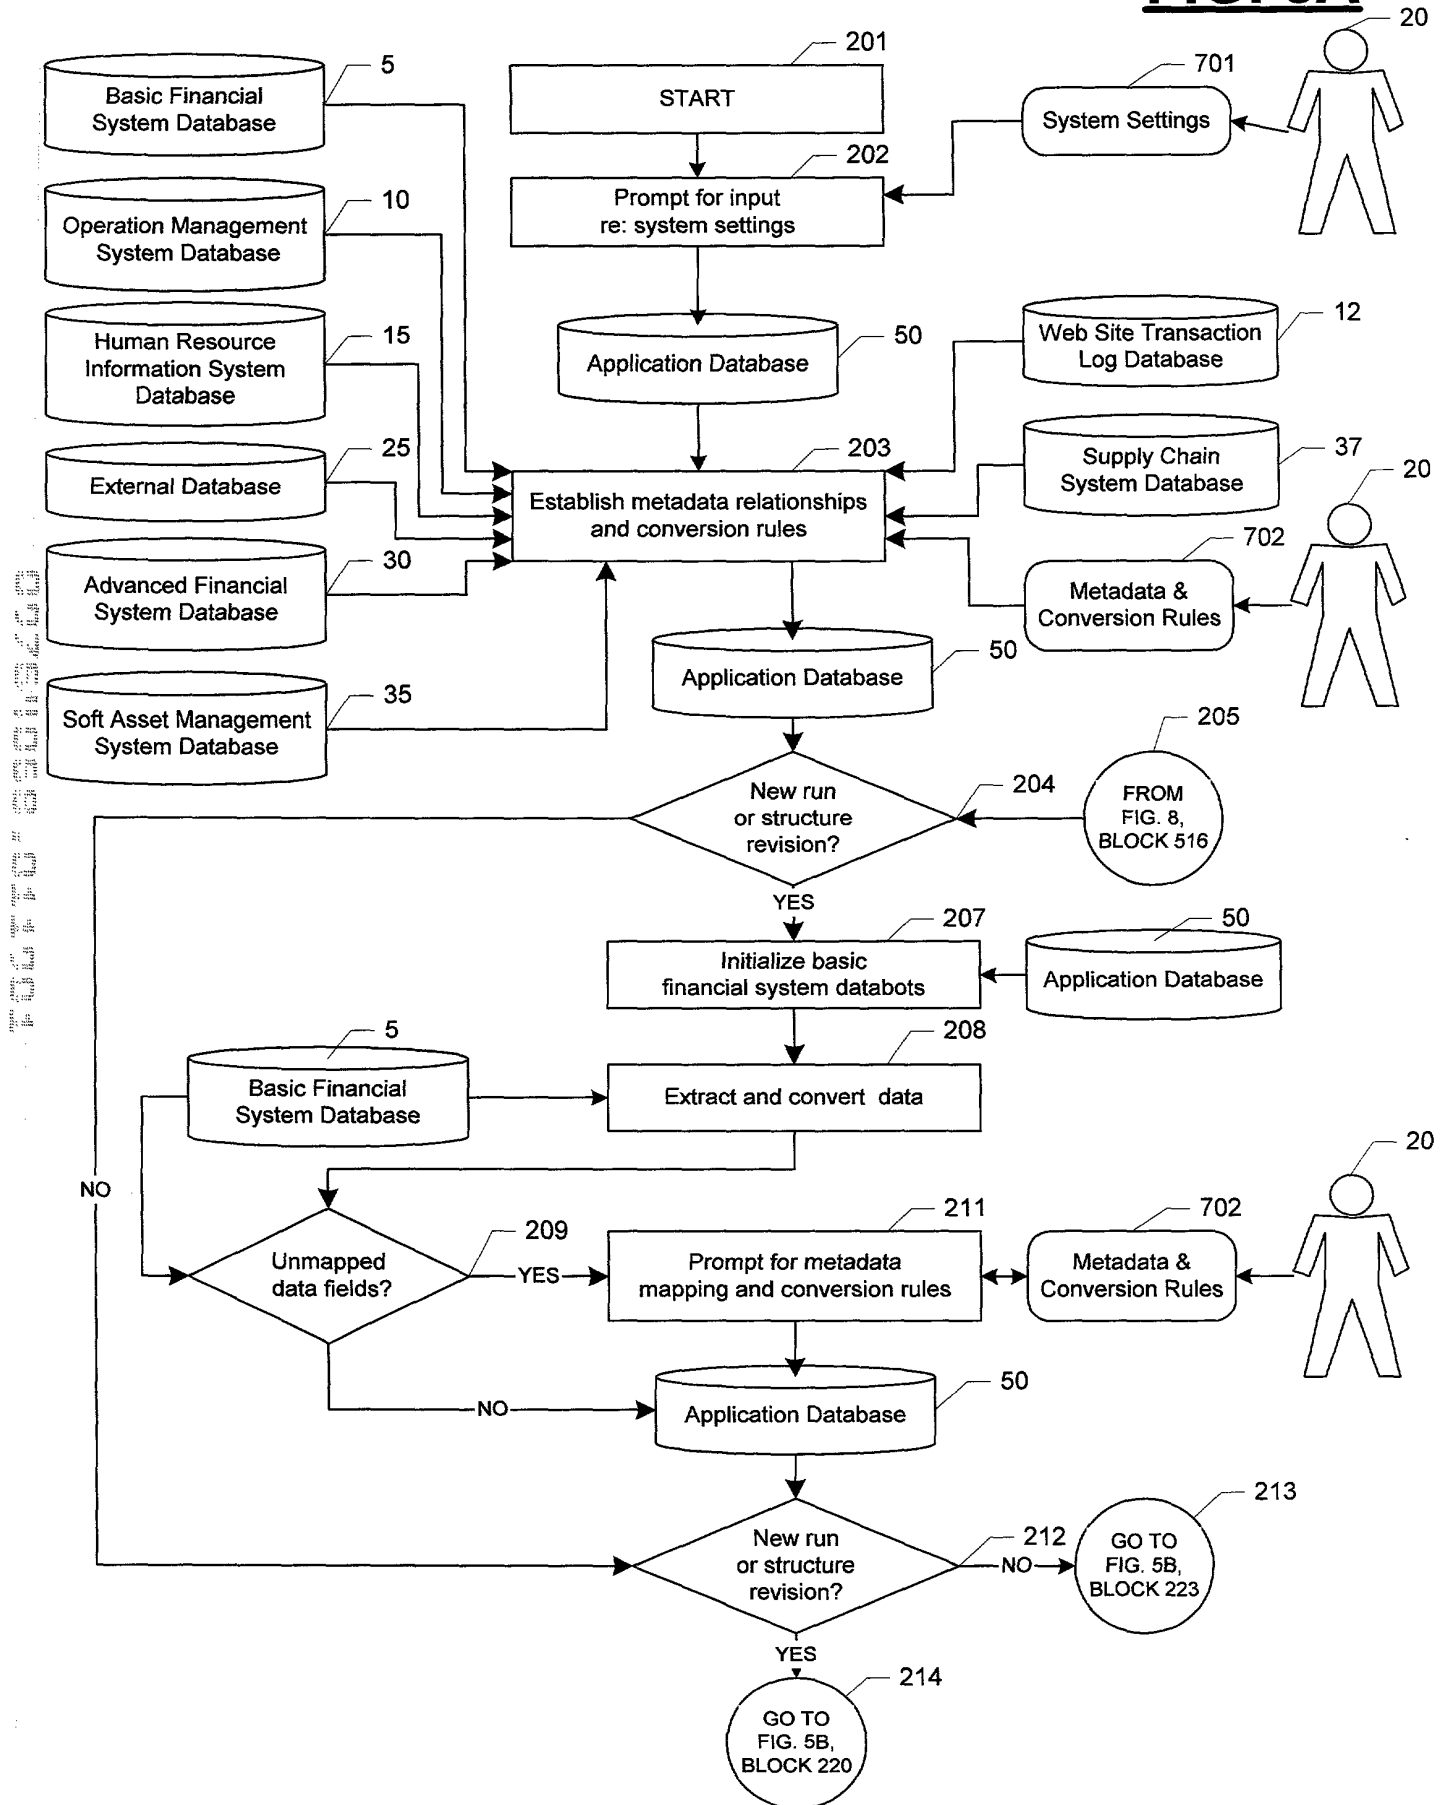 20
201
5
701
Basic Financial
System Database
START
System Settings
202
10
Prompt for input
re: system settings
Operation Management
System Database
12
15
50
Human Resource
Information System
Database
Application Database
Web Site Transaction
Log Database
25
203
37
20
External Database
Establish metadata relationships
and conversion rules
Supply Chain
System Database
702
30
Advanced Financial
System Database
Metadata &
Conversion Rules
50
Application Database
35
Soft Asset Management
System Database
205
204
New run
or structure
revision?
FROM
FIG. 8,
BLOCK 516
YES
207
50
Initialize basic
financial system databots
Application Database
5
208
Basic Financial
System Database
Extract and convert data
20
NO
211
702
209
Unmapped
data fields?
YES
Prompt for metadata
mapping and conversion rules
Metadata &
Conversion Rules
50
NO
Application Database
213
212
New run
or structure
revision?
NO
GO TO
FIG. 5B,
BLOCK 223
YES
214
GO TO
FIG. 5B,
BLOCK 220